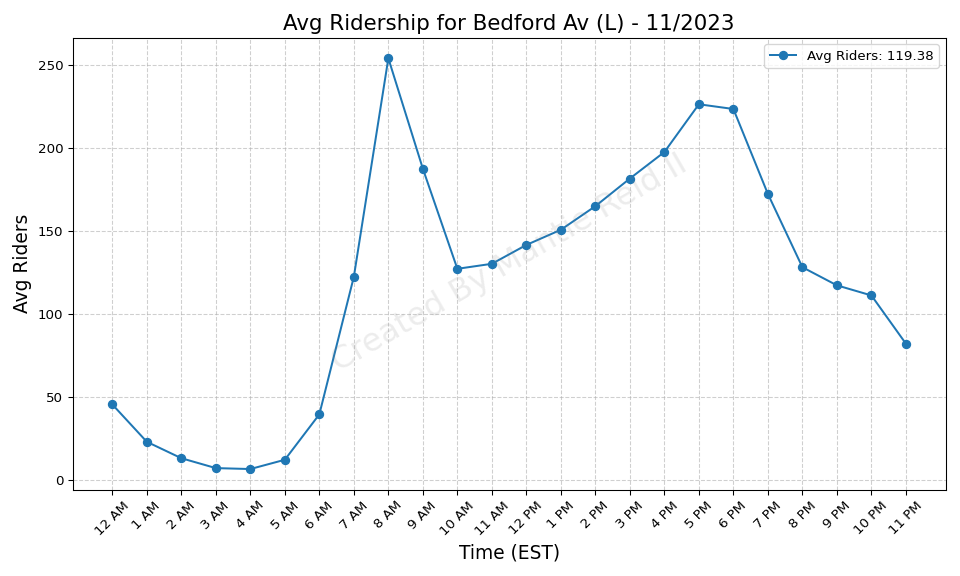 Avg Ridership for Bedford Av (L) - 11/2023
Avg Riders: 119.38
Avg Riders
250
200
150
100
50
0
Created By Mantle Reid II
12 AM
1 AM
2 AM
3 AM
4 AM
5 AM
6 AM
7 AM
8 AM
9 AM
10 AM
11 AM
12 PM
1 PM
2 PM
3 PM
4 PM
5 PM
6 PM
7 PM
8 PM
9 PM
10 PM
11 PM
Time (EST)